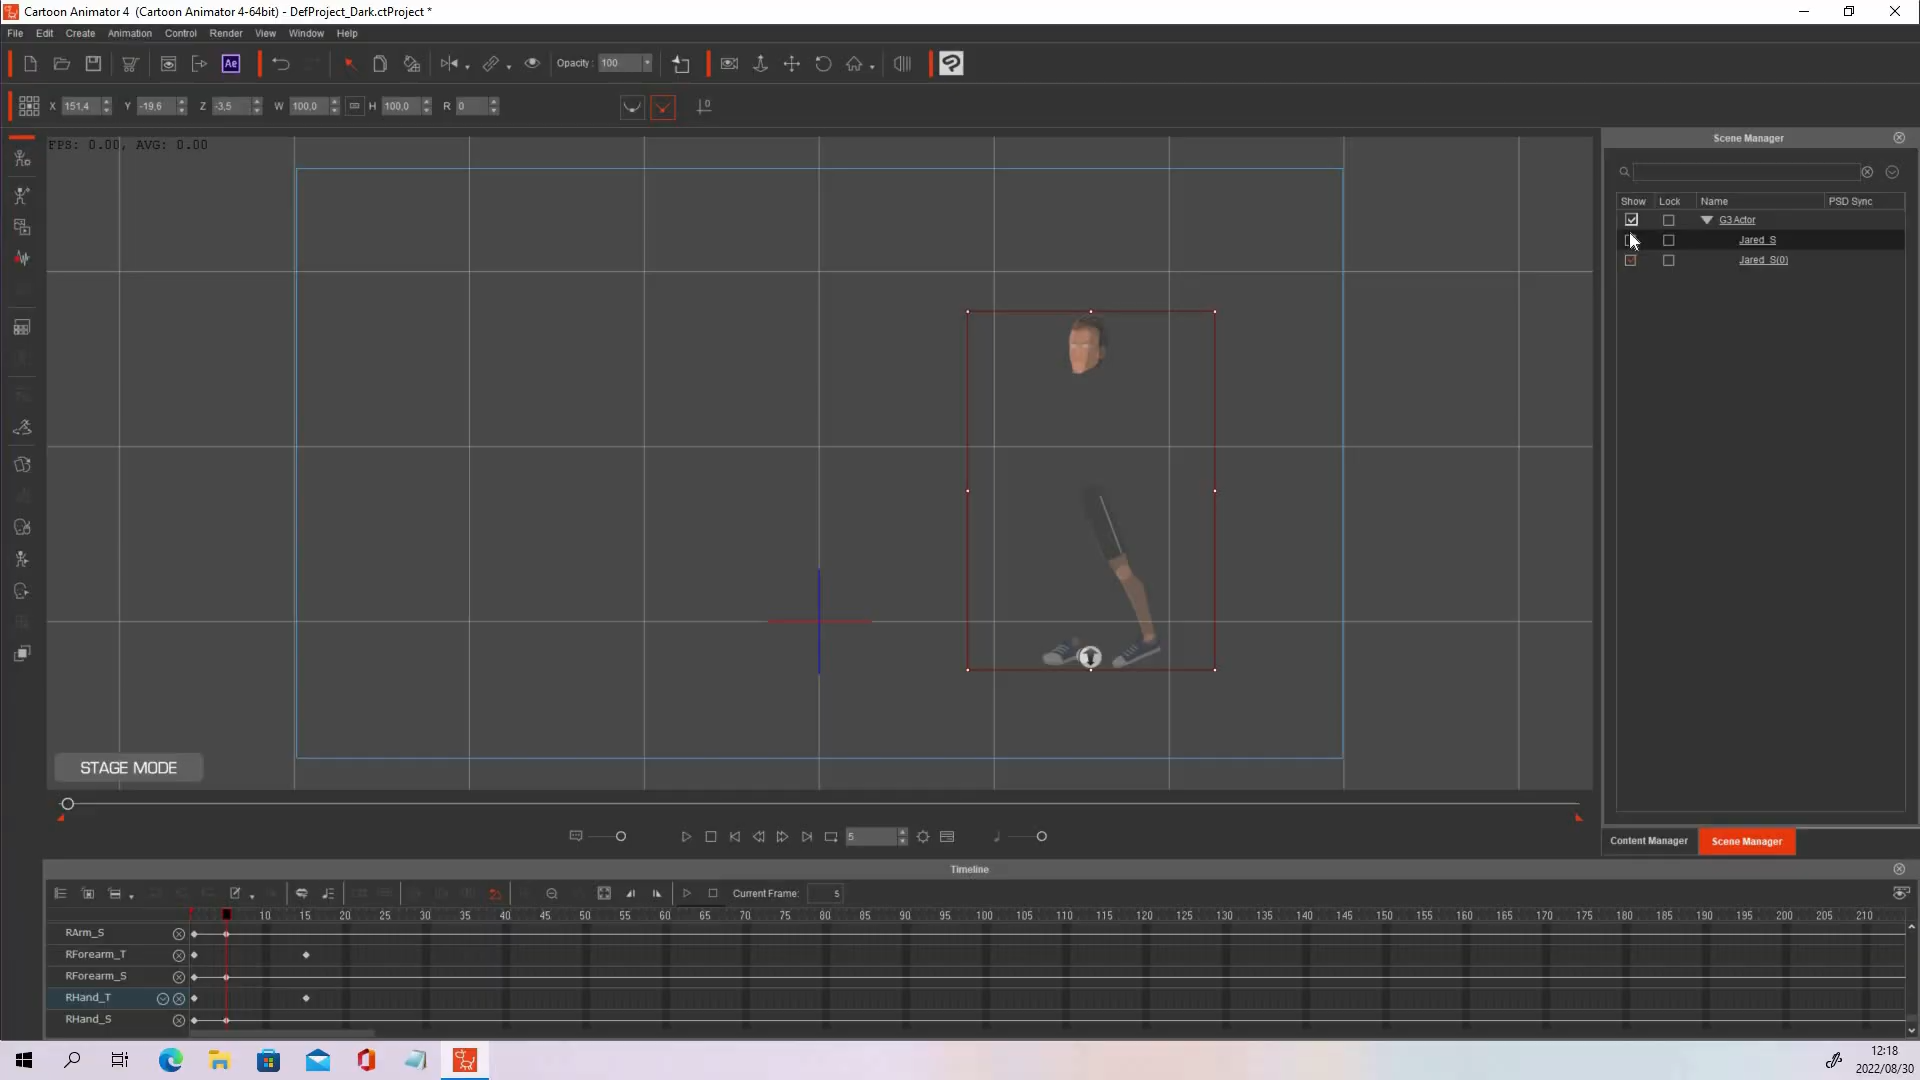 Cartoon Animator 4 (Cartoon Animator 4-64bit) - DefProject_Dark.ctProject *
File Edit Create Animation Control Render View Window Help
Ae Opacity : 100
X 151,4 Y -19,6 Z -3,5 W 100,0 H 100,0 R 0
FPS: 0.00, AVG: 0.00
Scene Manager
Show Lock Name PSD Sync
G3 Actor
Jared_S
Jared_S(0)
STAGE MODE
5
Content Manager Scene Manager
Timeline
Current Frame: 5
10 15 20 25 30 35 40 45 50 55 60 65 70 75 80 85 90 95 100 105 110 115 120 125 130 135 140 145 150 155 160 165 170 175 180 185 190 195 200 205 210
RArm_S
RForearm_T
RForearm_S
RHand_T
RHand_S
12:18
2022/08/30